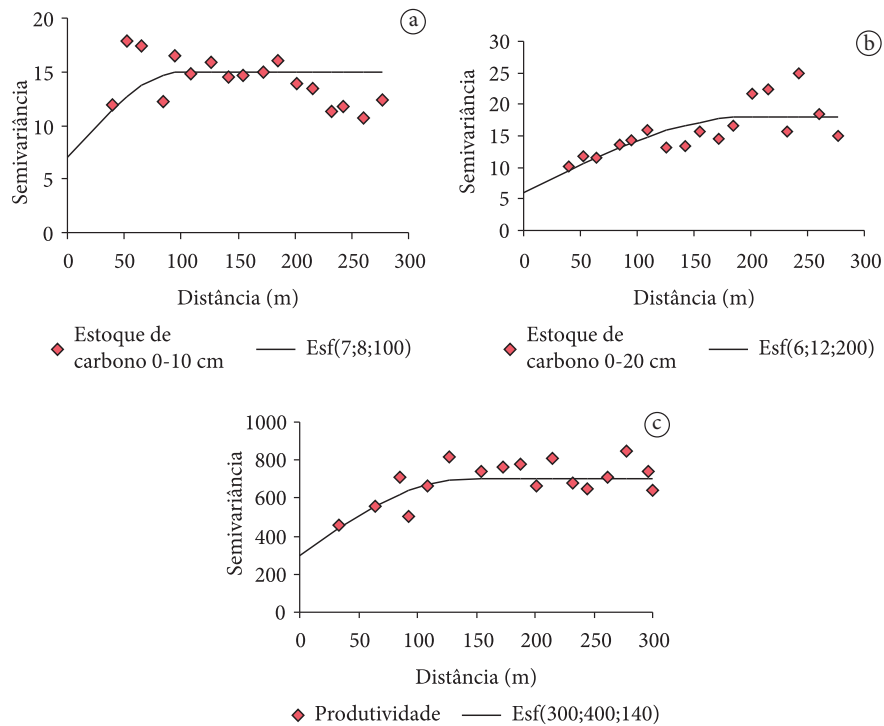 a
20
15
10
5
0
Semivariância
0 50 100 150 200 250 300
Distância (m)
Estoque de
carbono 0-10 cm
Esf(7;8;100)
b
30
25
20
15
10
5
0
Semivariância
0 50 100 150 200 250 300
Distância (m)
Estoque de
carbono 0-20 cm
Esf(6;12;200)
c
1000
800
600
400
200
0
Semivariância
0 50 100 150 200 250 300
Distância (m)
Produtividade
Esf(300;400;140)